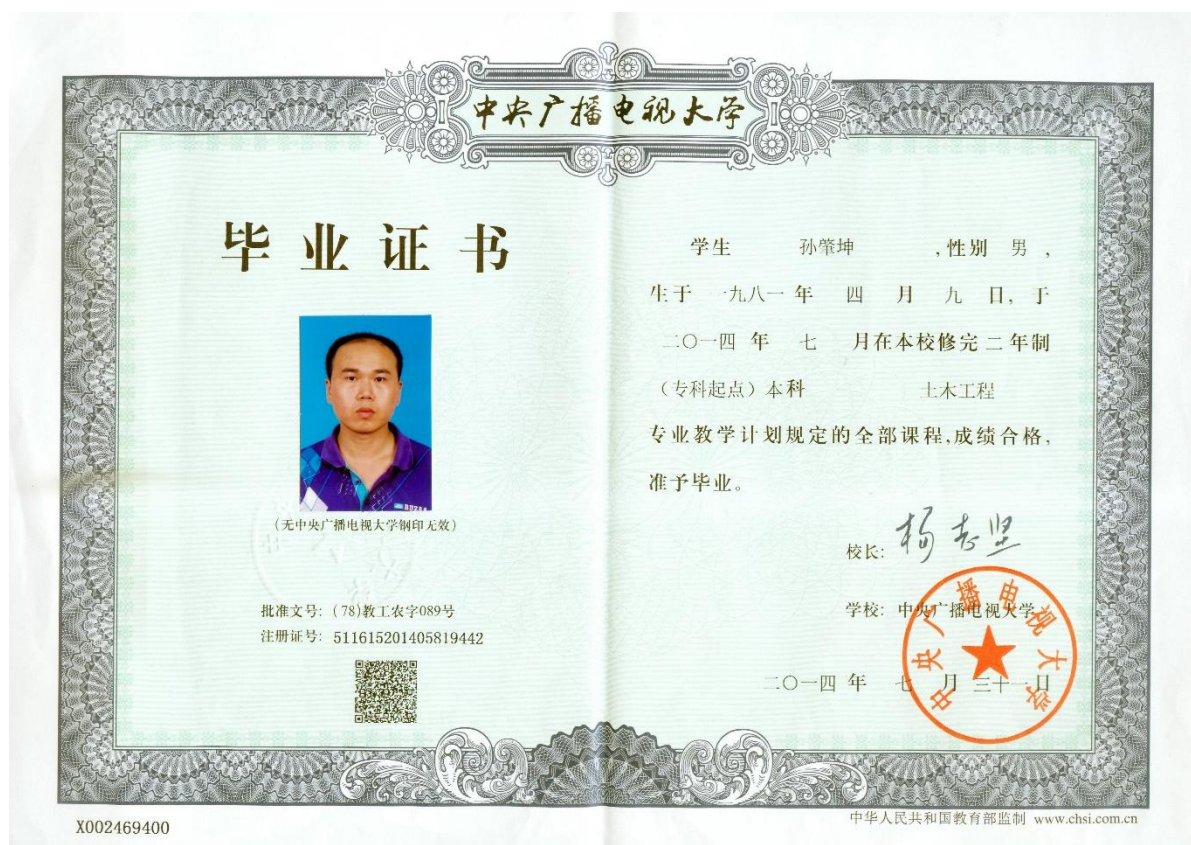 中央广播电视大学
毕业证书
(无中央广播电视大学钢印无效)
批准文号:(78)教工农字089号
注册证号:511615201405819442
学生 孙肇坤 ,性别 男 ,
生于 一九八一 年 四 月 九 日, 于
二〇一四 年 七 月在本校修完 二 年制
(专科起点)本科 土木工程
专业教学计划规定的全部课程,成绩合格,
准予毕业。
校长: 杨志坚
学校: 中央广播电视大学
中央广播电视大学
二〇一四 年 七 月 三十一日
X002469400
中华人民共和国教育部监制 www.chsi.com.cn